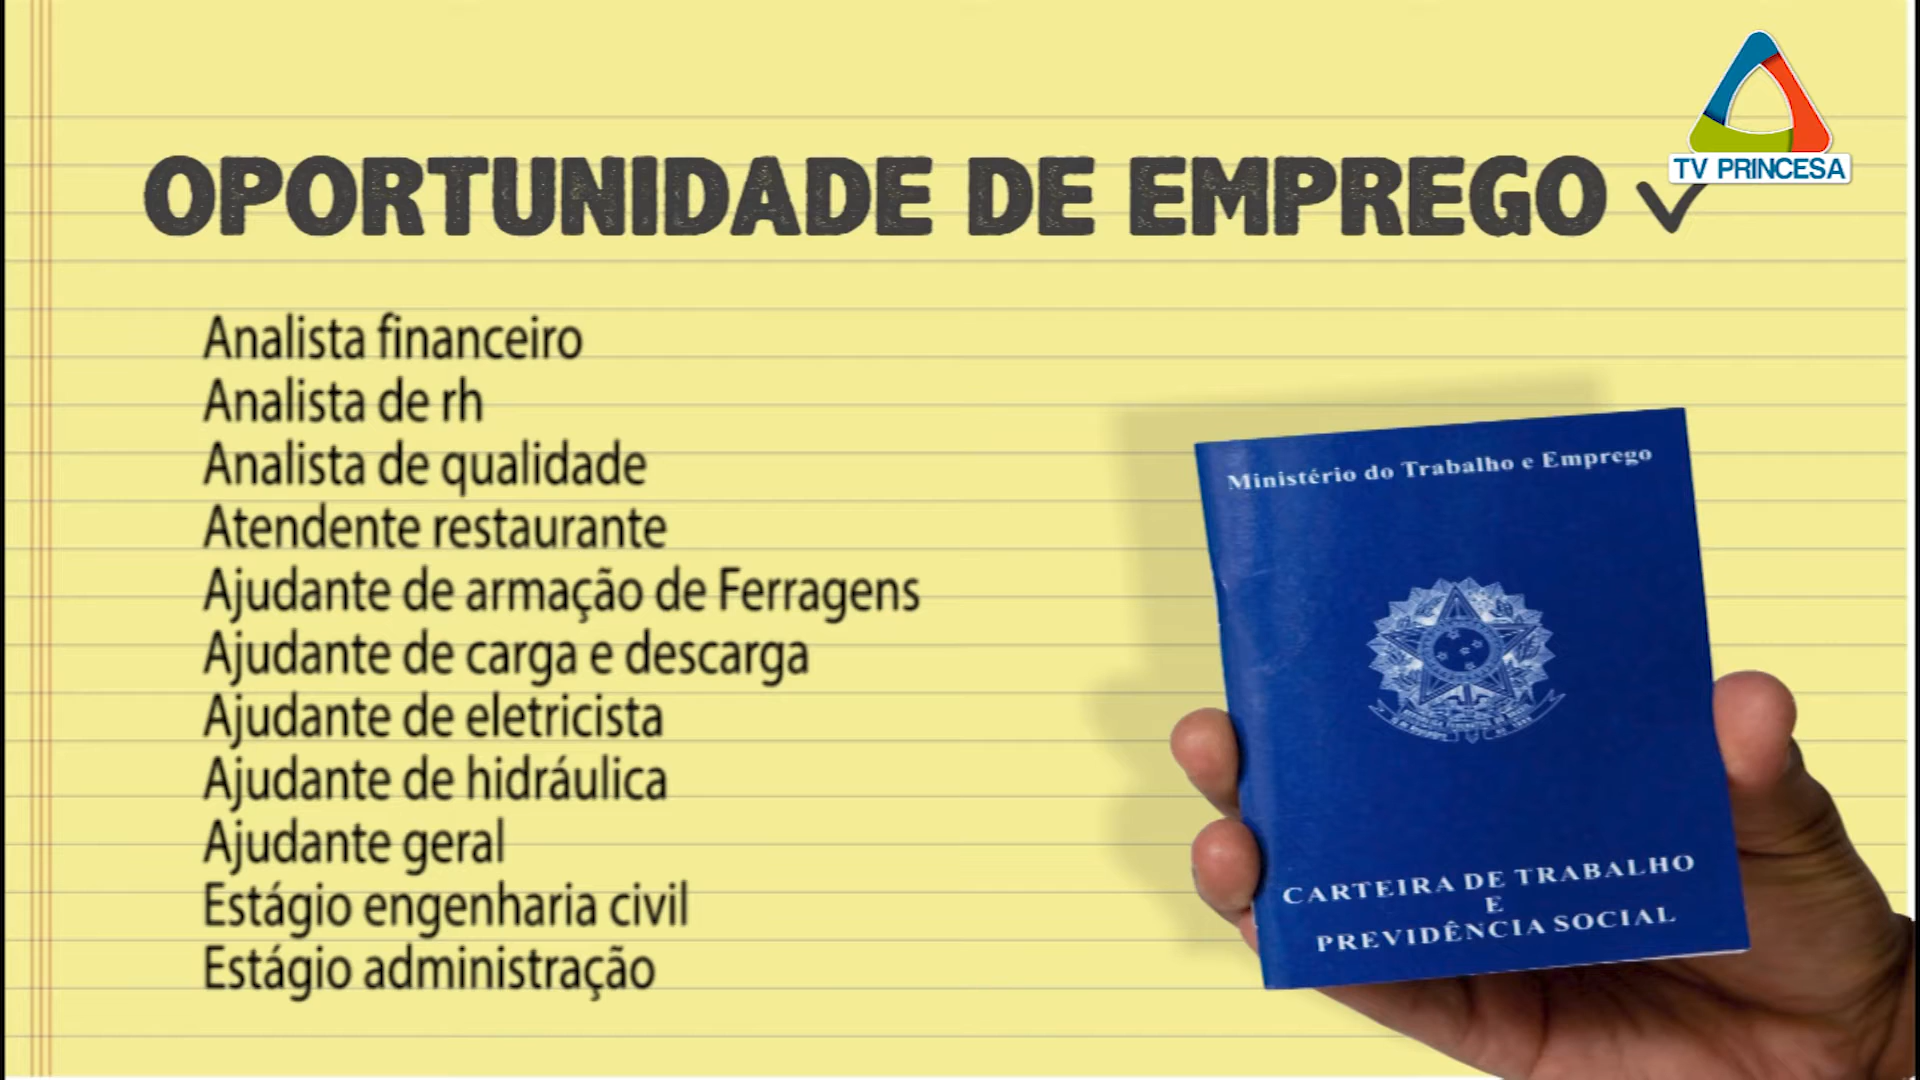 TV PRINCESA
OPORTUNIDADE DE EMPREGO
Analista financeiro
Analista de rh
Analista de qualidade
Atendente restaurante
Ajudante de armação de Ferragens
Ajudante de carga e descarga
Ajudante de eletricista
Ajudante de hidráulica
Ajudante geral
Estágio engenharia civil
Estágio administração
Ministério do Trabalho e Emprego
CARTEIRA DE TRABALHO
E
PREVIDÊNCIA SOCIAL